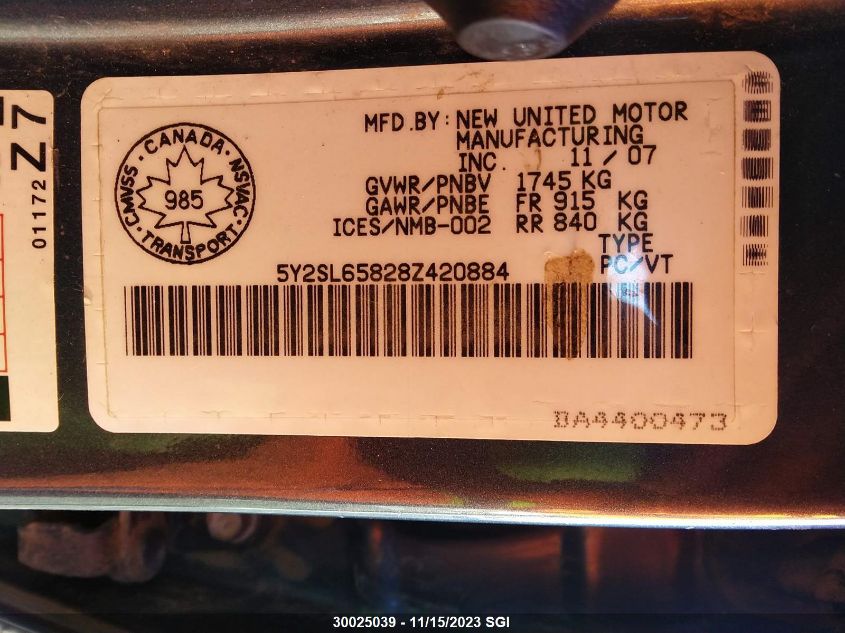 MFD.BY: NEW UNITED MOTOR
MANUFACTURING
INC. 11 / 07
GVWR/PNBV 1745 KG
GAWR/PNBE FR 915 KG
ICES/NMB-002 RR 840 KG
TYPE
PC/VT
CANADA · NSVAC · TRANSPORT · CMVSS ·
985
5Y2SL65828Z420884
BA4400473
Z7
01172
30025039 - 11/15/2023 SGI